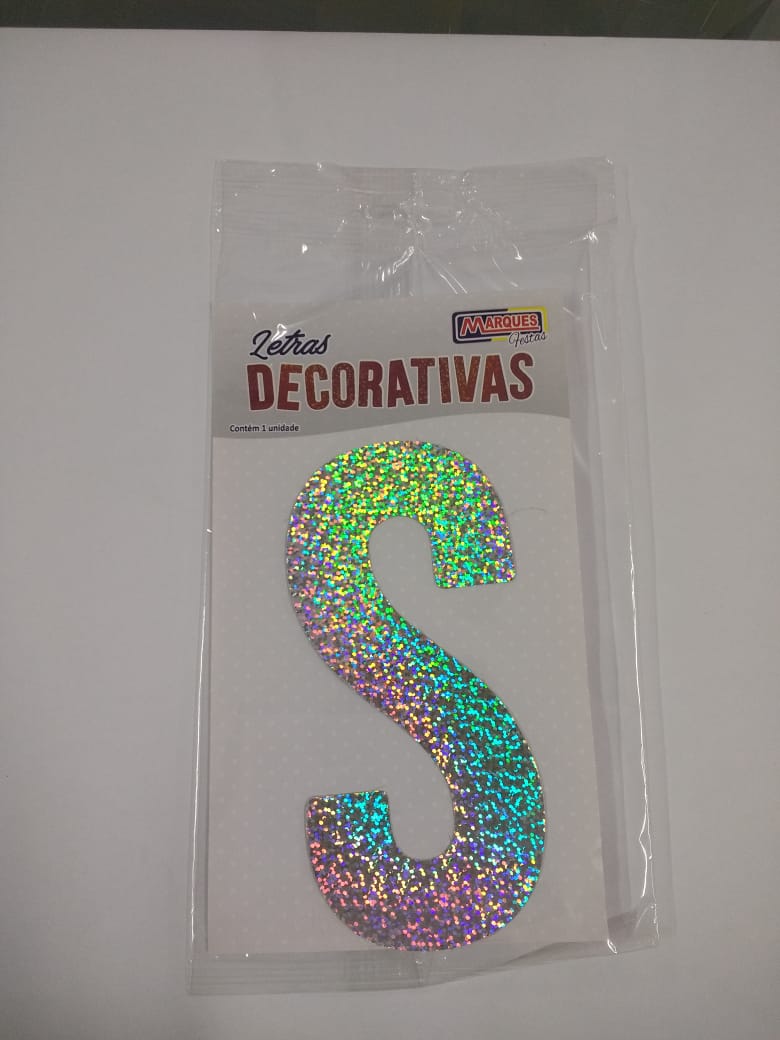 Letras
MARQUES
Festas
DECORATIVAS
Contém 1 unidade
S